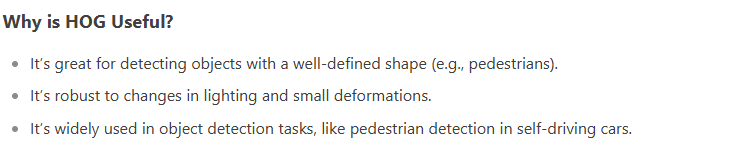 Why is HOG Useful?
It's great for detecting objects with a well-defined shape (e.g., pedestrians).
It's robust to changes in lighting and small deformations.
It's widely used in object detection tasks, like pedestrian detection in self-driving cars.